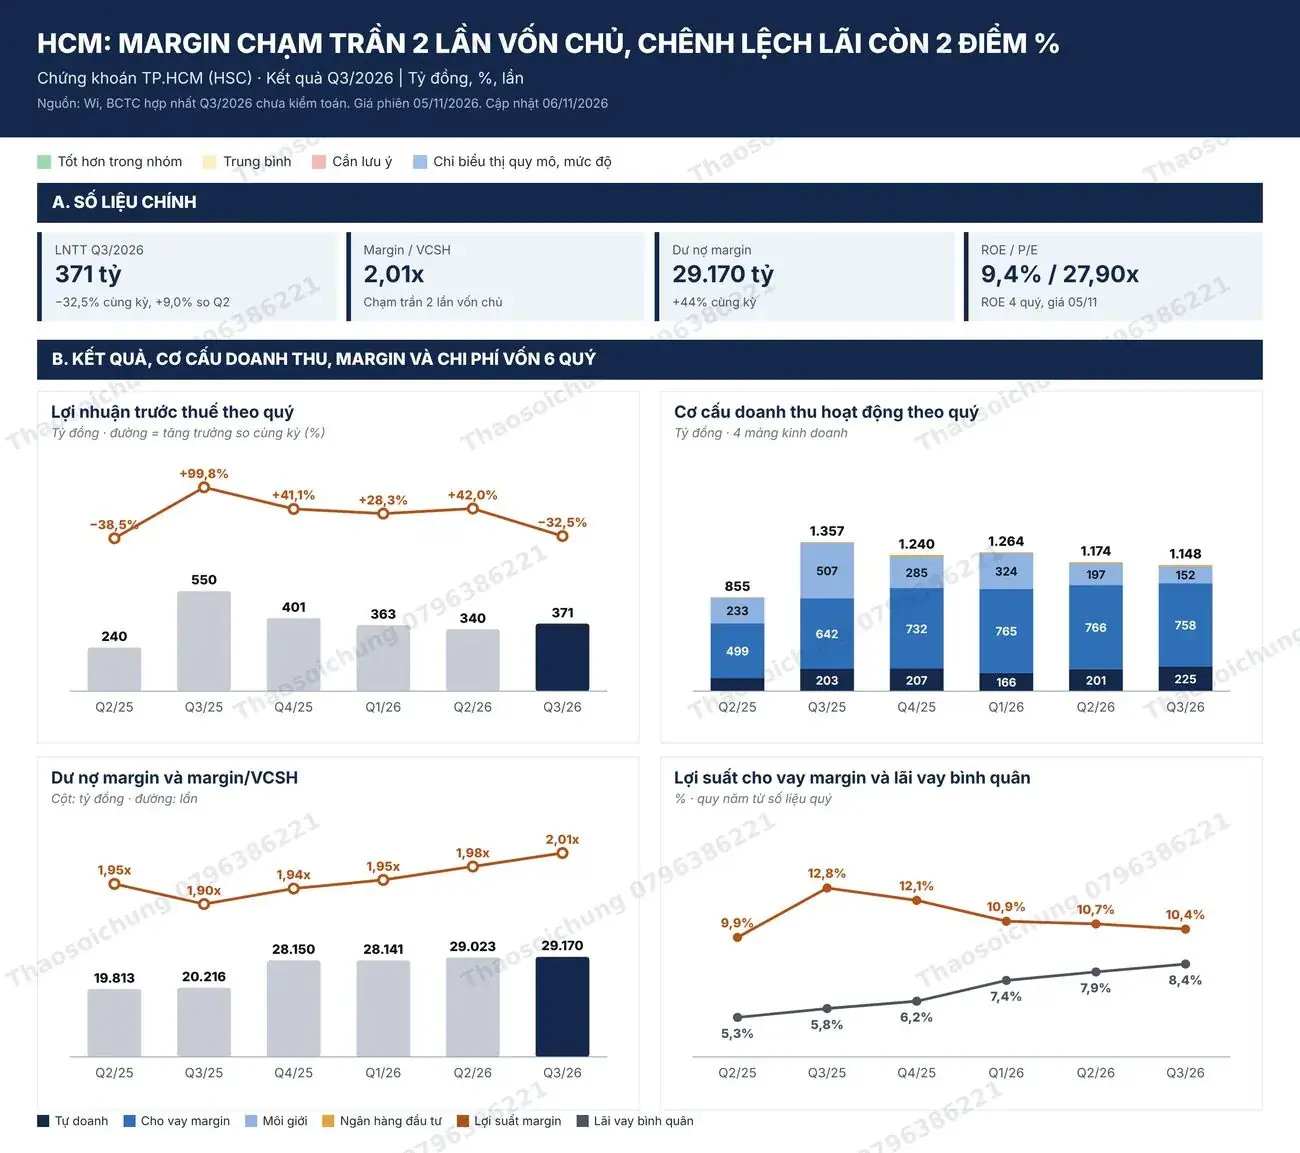 HCM: MARGIN CHẠM TRẦN 2 LẦN VỐN CHỦ, CHÊNH LỆCH LÃI CÒN 2 ĐIỂM %
Chứng khoán TP.HCM (HSC) · Kết quả Q3/2026 | Tỷ đồng, %, lần
Nguồn: Wi, BCTC hợp nhất Q3/2026 chưa kiểm toán. Giá phiên 05/11/2026. Cập nhật 06/11/2026
Tốt hơn trong nhóm
Trung bình
Cần lưu ý
Chỉ biểu thị quy mô, mức độ
A. SỐ LIỆU CHÍNH
LNTT Q3/2026
371 tỷ
−32,5% cùng kỳ, +9,0% so Q2
Margin / VCSH
2,01x
Chạm trần 2 lần vốn chủ
Dư nợ margin
29.170 tỷ
+44% cùng kỳ
ROE / P/E
9,4% / 27,90x
ROE 4 quý, giá 05/11
B. KẾT QUẢ, CƠ CẤU DOANH THU, MARGIN VÀ CHI PHÍ VỐN 6 QUÝ
Lợi nhuận trước thuế theo quý
Tỷ đồng · đường = tăng trưởng so cùng kỳ (%)
−38,5% +99,8% +41,1% +28,3% +42,0% −32,5%
240 550 401 363 340 371
Q2/25 Q3/25 Q4/25 Q1/26 Q2/26 Q3/26
Cơ cấu doanh thu hoạt động theo quý
Tỷ đồng · 4 mảng kinh doanh
855 1.357 1.240 1.264 1.174 1.148
233 507 285 324 197 152
499 642 732 765 766 758
203 207 166 201 225
Q2/25 Q3/25 Q4/25 Q1/26 Q2/26 Q3/26
Dư nợ margin và margin/VCSH
Cột: tỷ đồng · đường: lần
1,95x 1,90x 1,94x 1,95x 1,98x 2,01x
19.813 20.216 28.150 28.141 29.023 29.170
Q2/25 Q3/25 Q4/25 Q1/26 Q2/26 Q3/26
Lợi suất cho vay margin và lãi vay bình quân
% · quy năm từ số liệu quý
9,9% 12,8% 12,1% 10,9% 10,7% 10,4%
5,3% 5,8% 6,2% 7,4% 7,9% 8,4%
Q2/25 Q3/25 Q4/25 Q1/26 Q2/26 Q3/26
Tự doanh
Cho vay margin
Môi giới
Ngân hàng đầu tư
Lợi suất margin
Lãi vay bình quân
Thaosoichung 0796386221